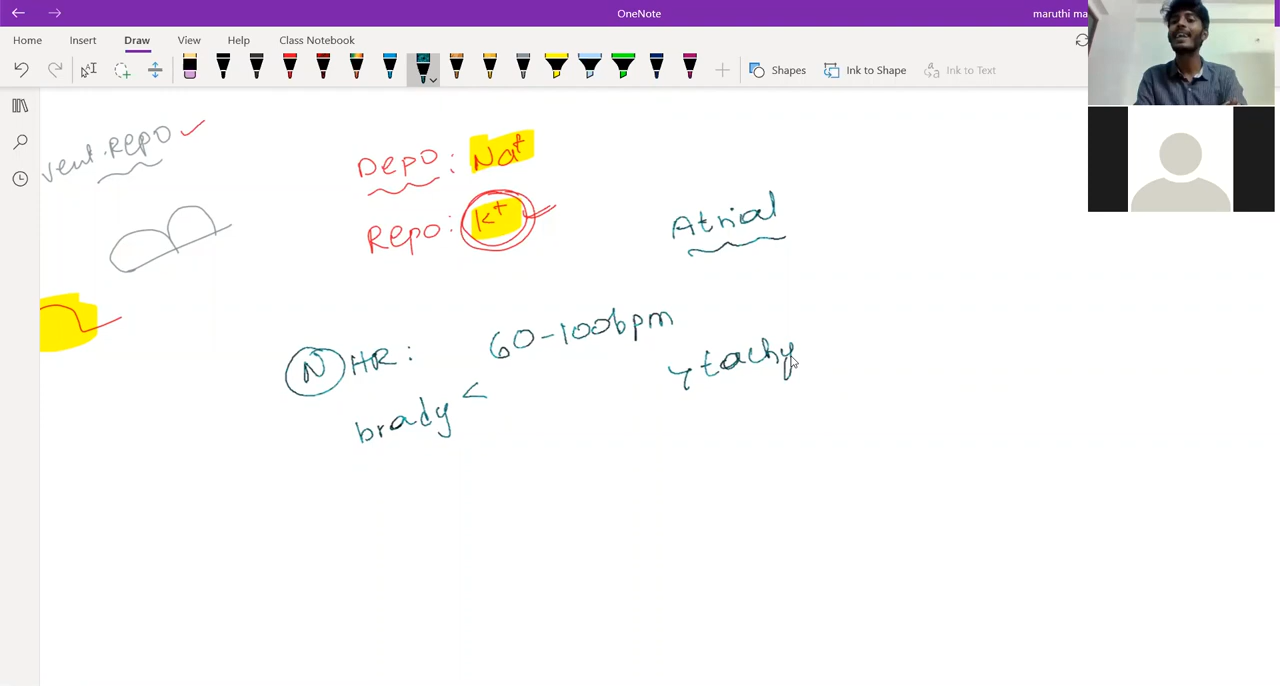 OneNote
maruthi ma
Home Insert Draw View Help Class Notebook
Shapes Ink to Shape Ink to Text
Vent. Repo
Depo: Na+
Repo: K+
Atrial
N HR: 60-100bpm
brady < > tachy